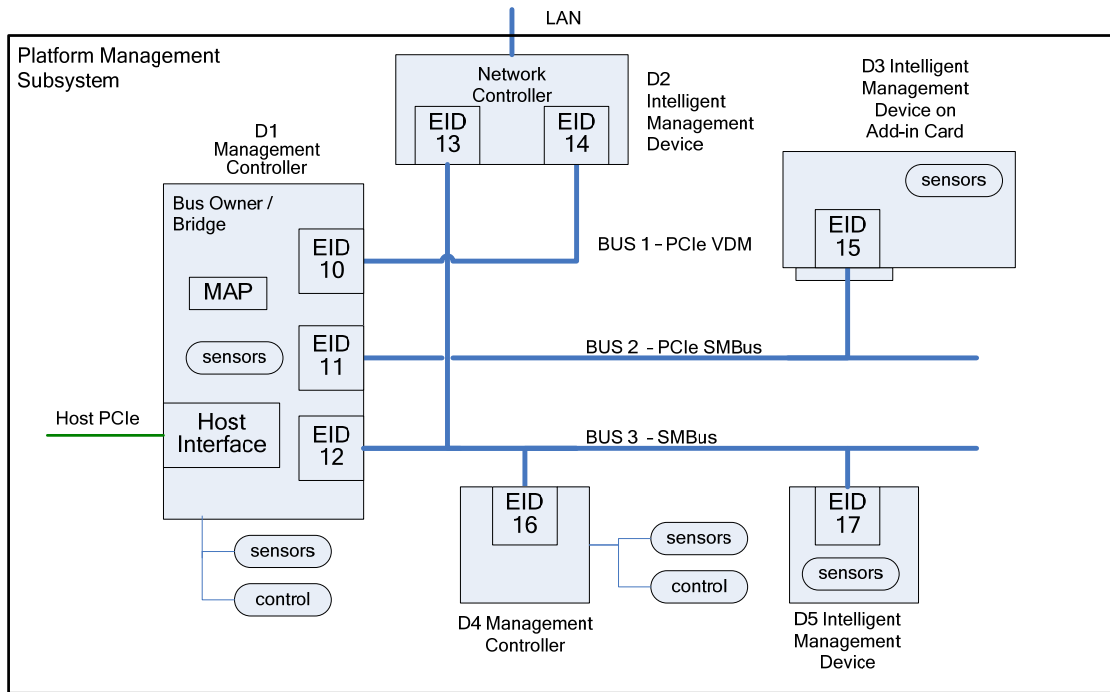 LAN
Platform Management
Subsystem
Network
Controller
EID
13
EID
14
D2
Intelligent
Management
Device
D3 Intelligent
Management
Device on
Add-in Card
sensors
EID
15
D1
Management
Controller
Bus Owner /
Bridge
EID
10
MAP
sensors
EID
11
Host
Interface
EID
12
Host PCIe
BUS 1 - PCIe VDM
BUS 2 - PCIe SMBus
BUS 3 - SMBus
sensors
control
EID
16
sensors
control
D4 Management
Controller
EID
17
sensors
D5 Intelligent
Management
Device